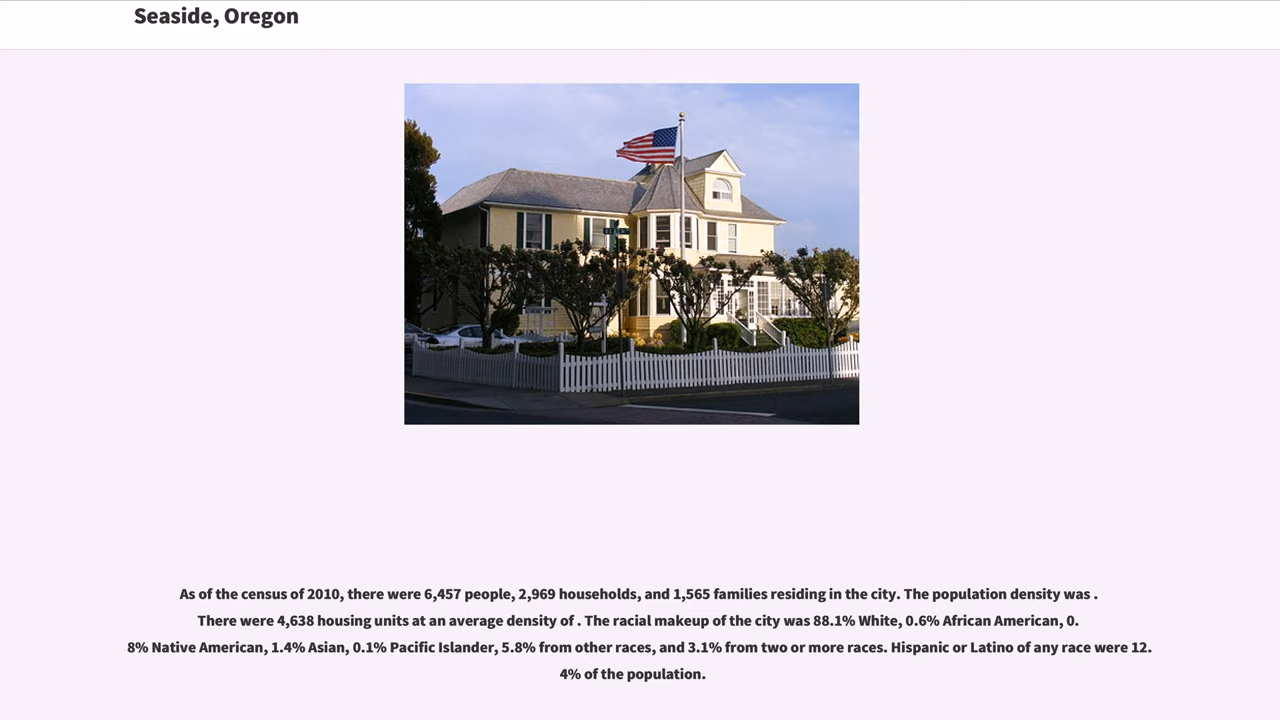 Seaside, Oregon
As of the census of 2010, there were 6,457 people, 2,969 households, and 1,565 families residing in the city. The population density was .
There were 4,638 housing units at an average density of . The racial makeup of the city was 88.1% White, 0.6% African American, 0.
8% Native American, 1.4% Asian, 0.1% Pacific Islander, 5.8% from other races, and 3.1% from two or more races. Hispanic or Latino of any race were 12.
4% of the population.